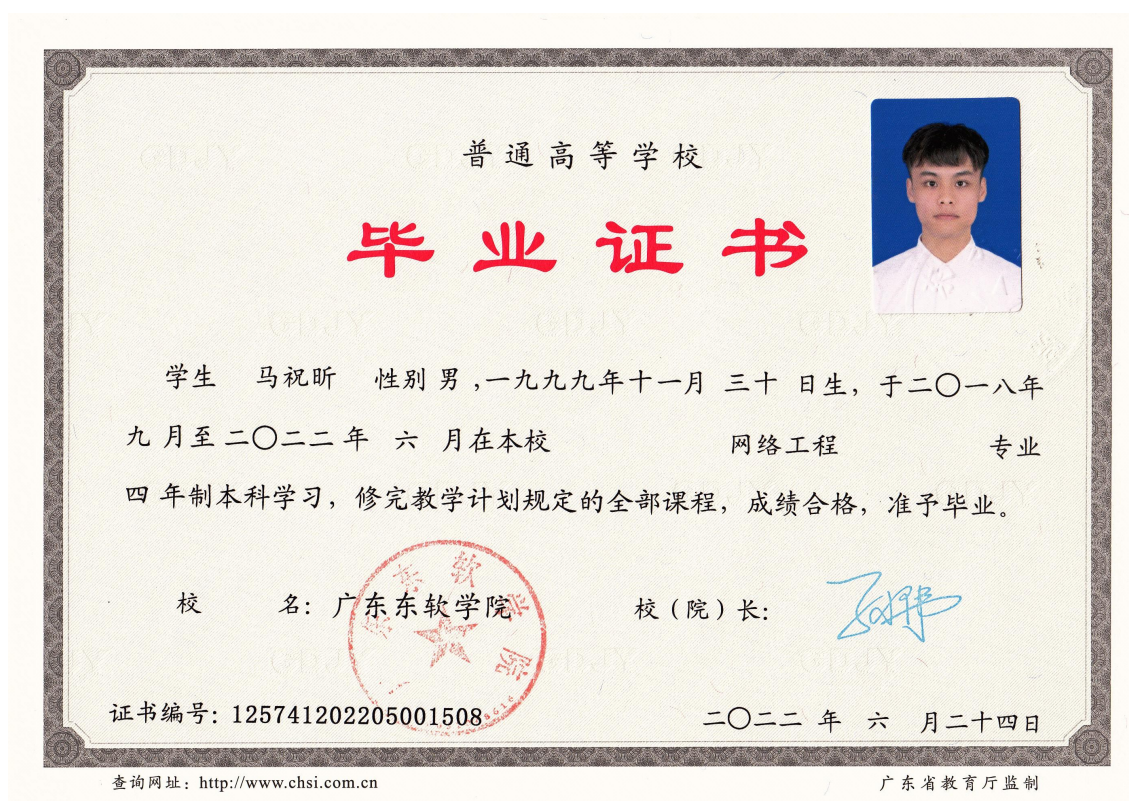 普通高等学校
毕业证书
学生 马祝昕 性别 男 ,一九九九年十一月 三十 日生，于二〇一八年
九 月至 二〇二二 年 六 月在本校 网络工程 专业
四 年制本科学习，修完教学计划规定的全部课程，成绩合格，准予毕业。
校 名：广东东软学院 校（院）长：
广东东软学院
证书编号：125741202205001508 二〇二二 年 六 月二十四日
查询网址：http://www.chsi.com.cn 广东省教育厅监制